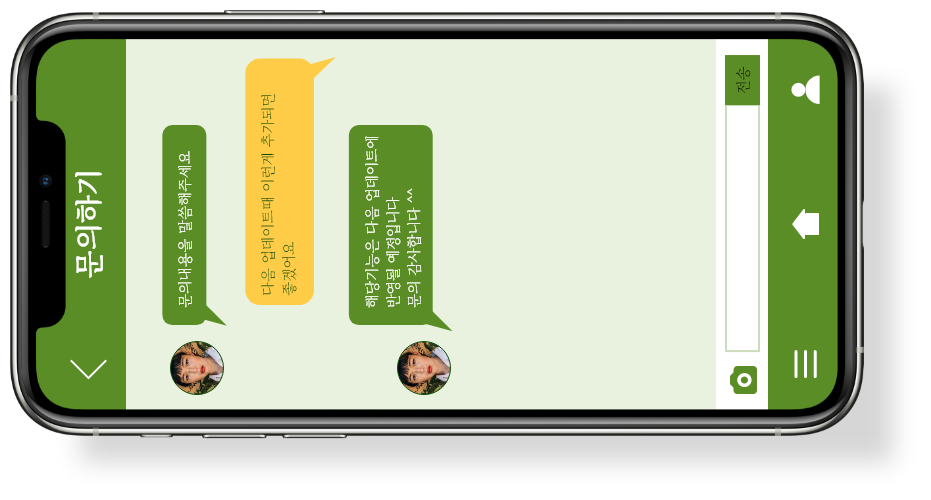 문의하기
문의내용을 말씀해주세요
다음 업데이트때 이런게 추가되면
좋겠어요
해당기능은 다음 업데이트에
반영될 예정입니다
문의 감사합니다 ^^
전송